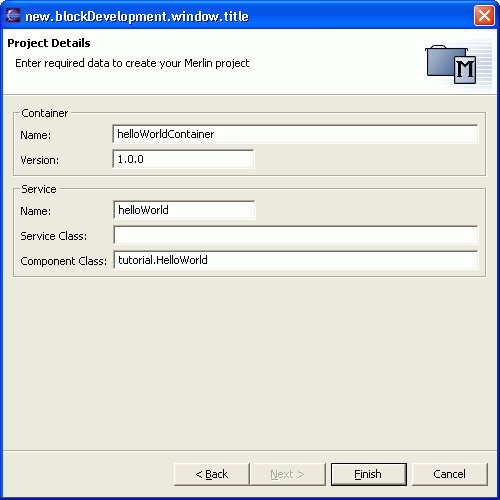 new.blockDevelopment.window.title
Project Details
Enter required data to create your Merlin project
M
Container
Name: helloWorldContainer
Version: 1.0.0
Service
Name: helloWorld
Service Class:
Component Class: tutorial.HelloWorld
< Back Next > Finish Cancel